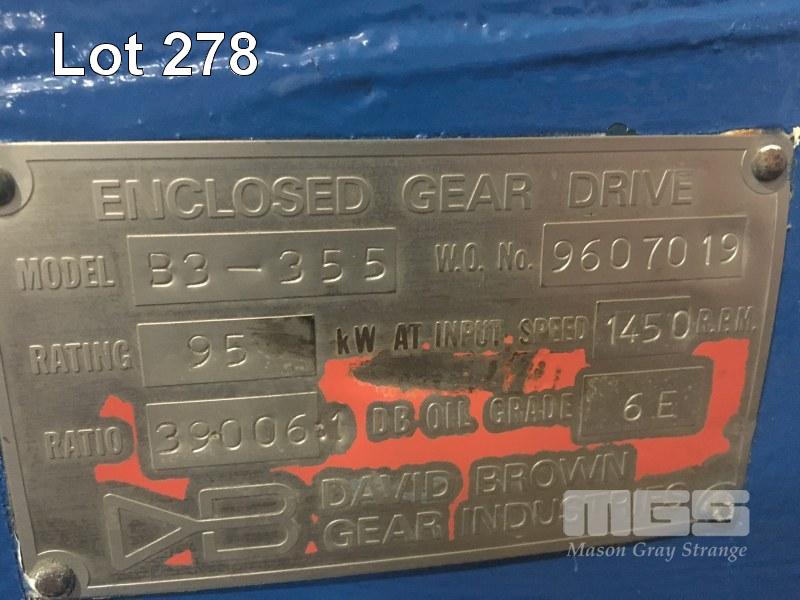 Lot 278
ENCLOSED GEAR DRIVE
MODEL B3-355 W.O. No. 9607019
RATING 95 kW AT INPUT SPEED 1450 R.P.M.
RATIO 39.006:1 DB OIL GRADE 6E
DAVID BROWN
GEAR INDUSTRIES
MGS
Mason Gray Strange